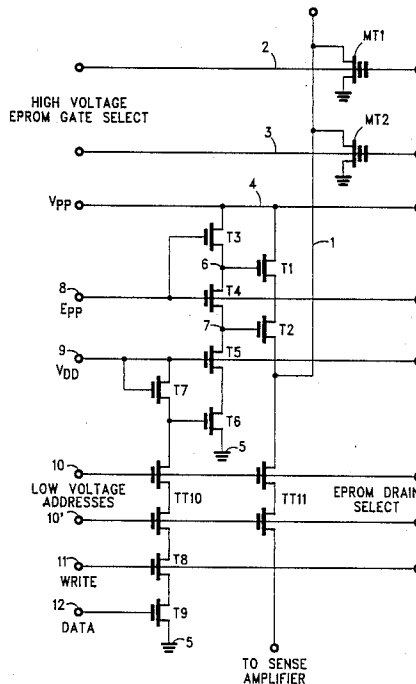 MT1
2
HIGH VOLTAGE
EPROM GATE SELECT
MT2
3
VPP
4
T3
1
6
T1
8
EPP
T4
7
T2
9
VDD
T5
T7
T6
5
10
LOW VOLTAGE
ADDRESSES
10'
TT10
TT11
EPROM DRAIN
SELECT
11
WRITE
T8
12
DATA
T9
5
TO SENSE
AMPLIFIER